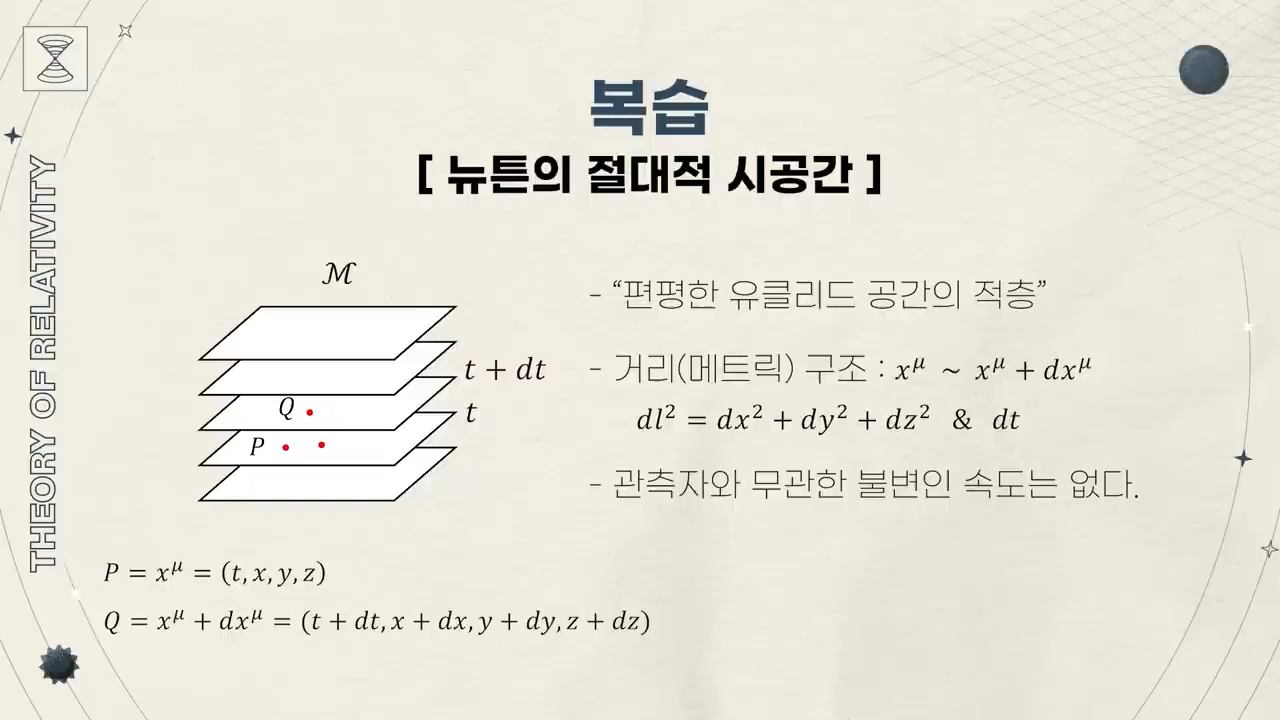 THEORY OF RELATIVITY
복습
[ 뉴튼의 절대적 시공간 ]
ℳ
t + dt
t
Q
P
- “편평한 유클리드 공간의 적층”
- 거리(메트릭) 구조 : x^μ ~ x^μ + dx^μ
dl² = dx² + dy² + dz² & dt
- 관측자와 무관한 불변인 속도는 없다.
P = x^μ = (t, x, y, z)
Q = x^μ + dx^μ = (t + dt, x + dx, y + dy, z + dz)